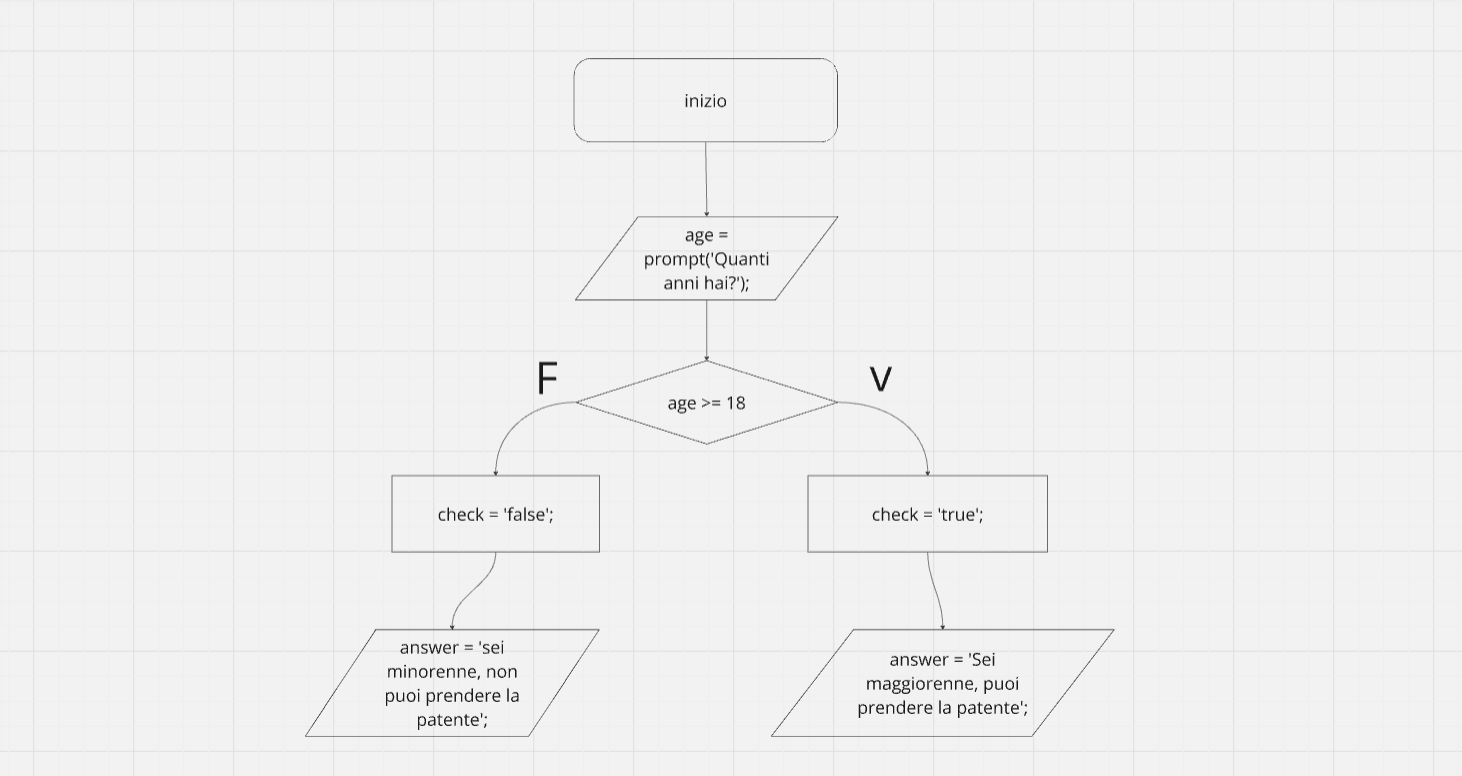 inizio
age =
prompt('Quanti
anni hai?');
F
V
age >= 18
check = 'false';
check = 'true';
answer = 'sei
minorenne, non
puoi prendere la
patente';
answer = 'Sei
maggiorenne, puoi
prendere la patente';